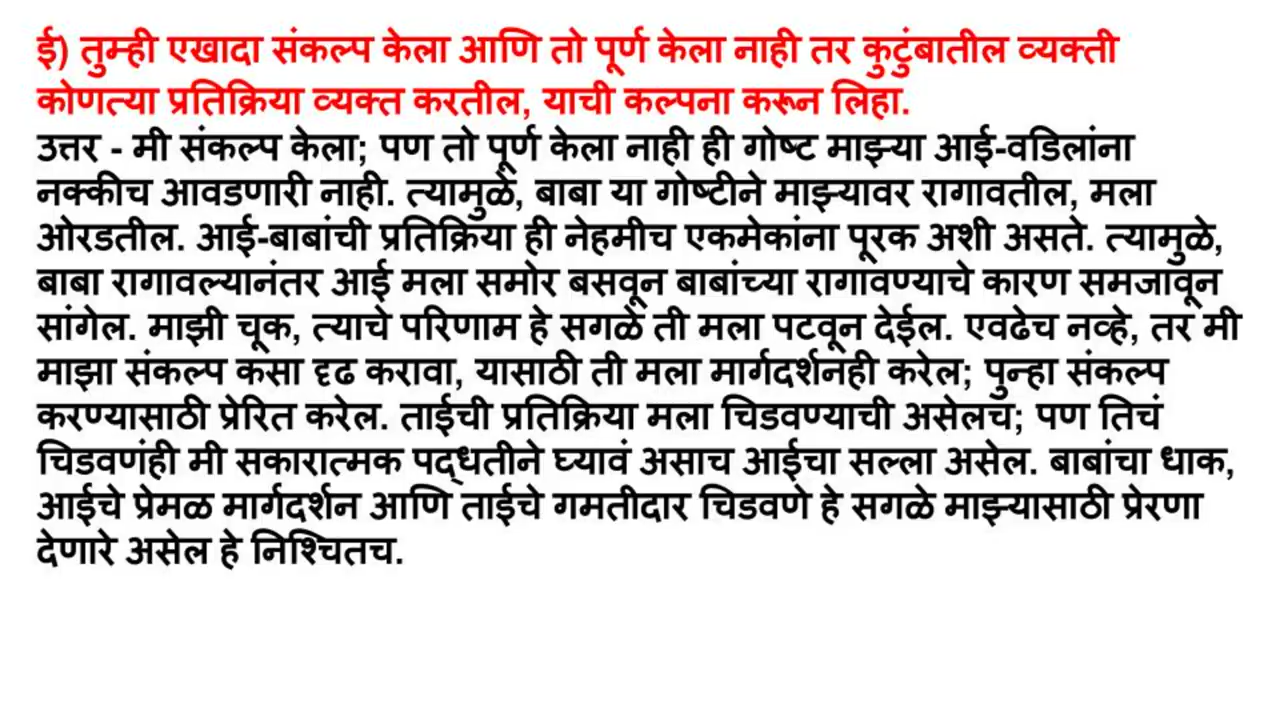 ई) तुम्ही एखादा संकल्प केला आणि तो पूर्ण केला नाही तर कुटुंबातील व्यक्ती
कोणत्या प्रतिक्रिया व्यक्त करतील, याची कल्पना करून लिहा.
उत्तर - मी संकल्प केला; पण तो पूर्ण केला नाही ही गोष्ट माझ्या आई-वडिलांना
नक्कीच आवडणारी नाही. त्यामुळे, बाबा या गोष्टीने माझ्यावर रागावतील, मला
ओरडतील. आई-बाबांची प्रतिक्रिया ही नेहमीच एकमेकांना पूरक अशी असते. त्यामुळे,
बाबा रागावल्यानंतर आई मला समोर बसवून बाबांच्या रागावण्याचे कारण समजावून
सांगेल. माझी चूक, त्याचे परिणाम हे सगळे ती मला पटवून देईल. एवढेच नव्हे, तर मी
माझा संकल्प कसा दृढ करावा, यासाठी ती मला मार्गदर्शनही करेल; पुन्हा संकल्प
करण्यासाठी प्रेरित करेल. ताईची प्रतिक्रिया मला चिडवण्याची असेलच; पण तिचं
चिडवणंही मी सकारात्मक पद्धतीने घ्यावं असाच आईचा सल्ला असेल. बाबांचा धाक,
आईचे प्रेमळ मार्गदर्शन आणि ताईचे गमतीदार चिडवणे हे सगळे माझ्यासाठी प्रेरणा
देणारे असेल हे निश्चितच.